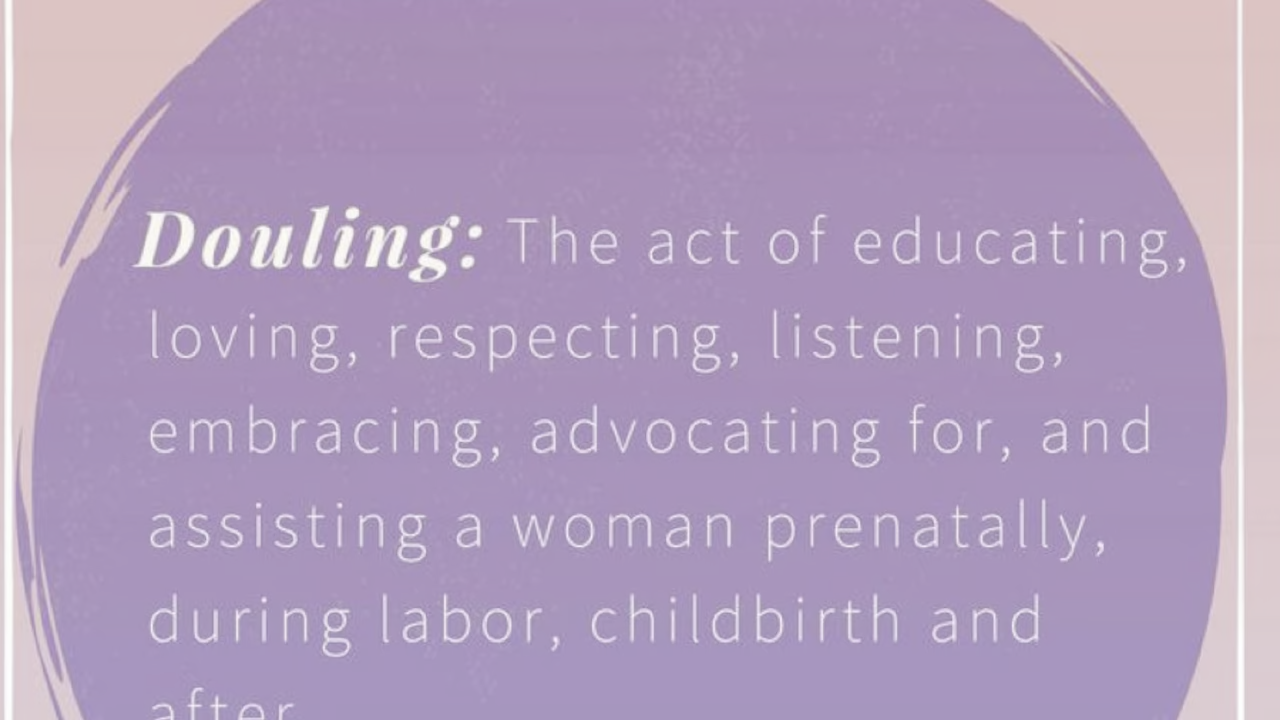 Douling: The act of educating,
loving, respecting, listening,
embracing, advocating for, and
assisting a woman prenatally,
during labor, childbirth and
after